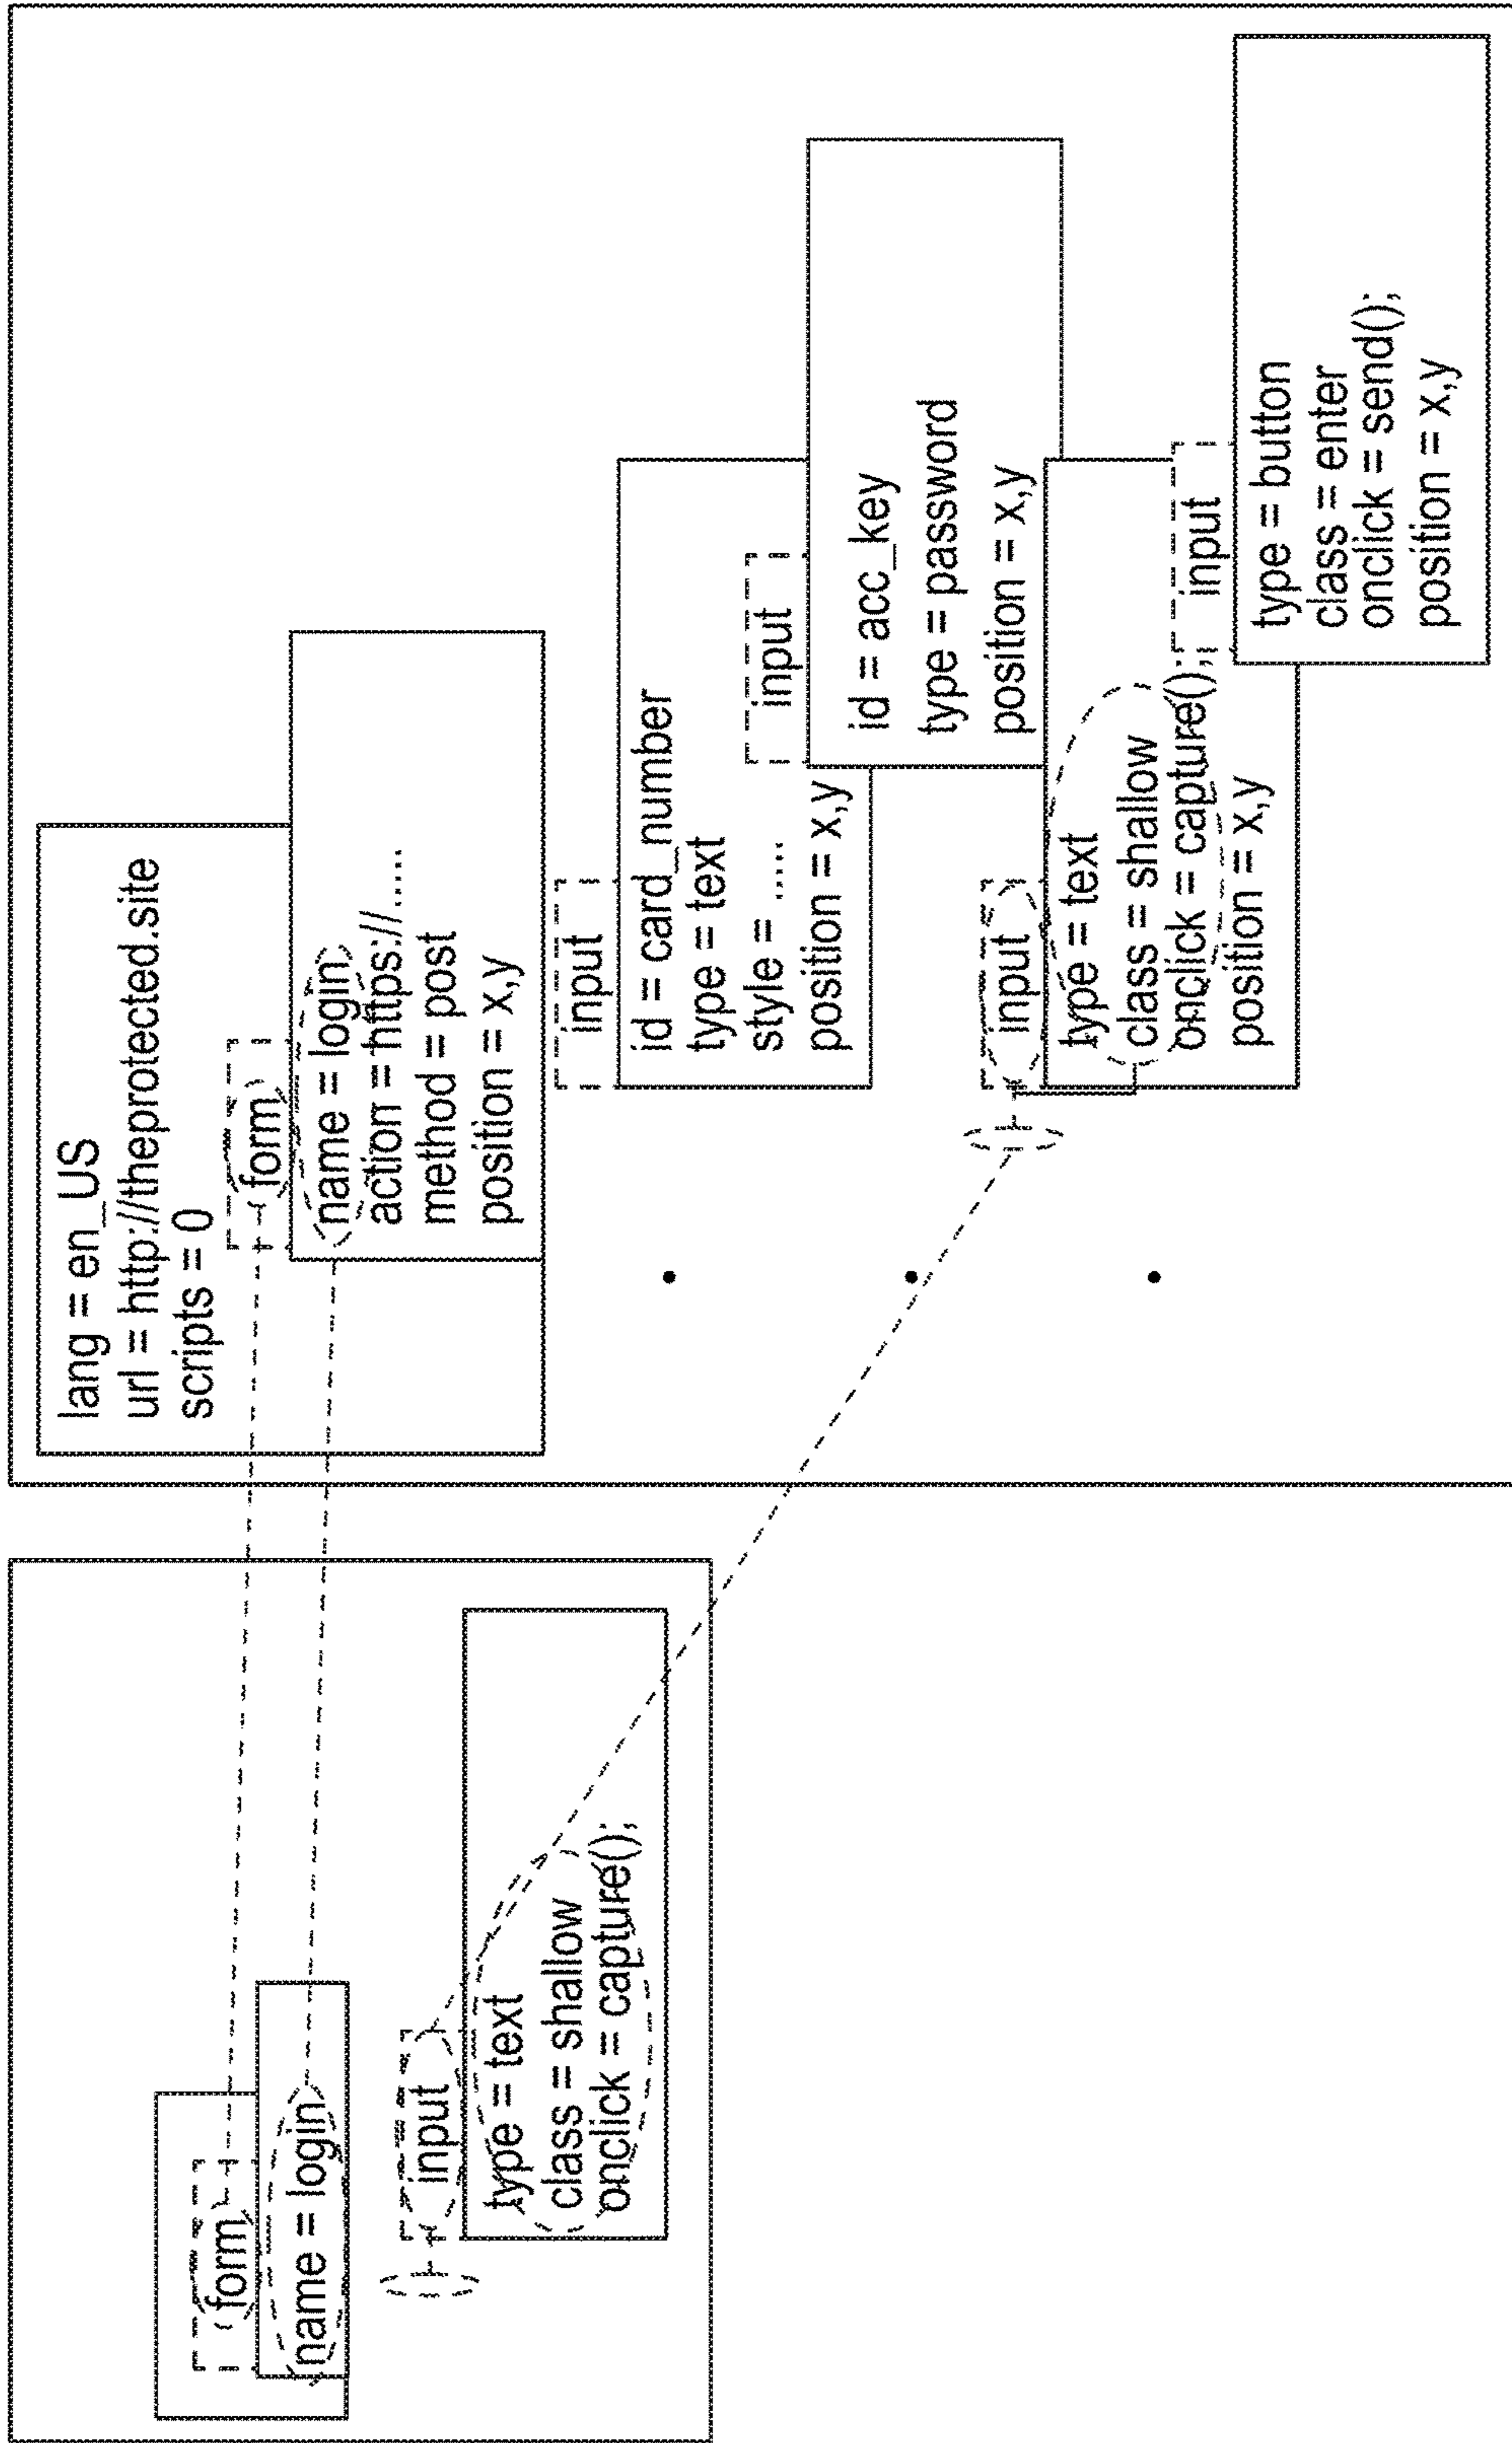 form
name = login
input
type = text
class = shallow
onclick = capture();
lang = en_US
url = http://theprotected.site
scripts = 0
form
name = login
action = https://.....
method = post
position = x,y
input
id = card_number
type = text
style = .....
position = x,y
input
id = acc_key
type = password
position = x,y
input
type = text
class = shallow
onclick = capture();
position = x,y
input
type = button
class = enter
onclick = send();
position = x,y